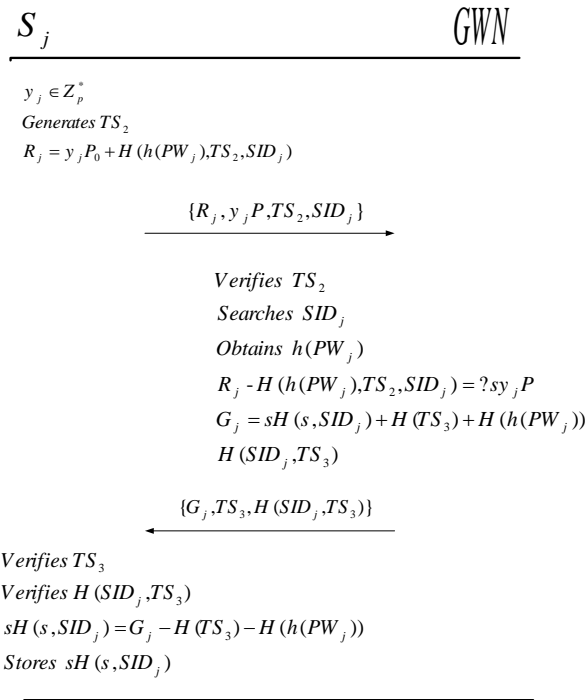 S_j GWN
y_j ∈ Z_p^*
Generates TS_2
R_j = y_j P_0 + H (h(PW_j),TS_2,SID_j)
{R_j, y_j P,TS_2,SID_j}
Verifies TS_2
Searches SID_j
Obtains h(PW_j)
R_j - H (h(PW_j),TS_2,SID_j) = ?sy_j P
G_j = sH (s,SID_j) + H (TS_3) + H (h(PW_j))
H (SID_j,TS_3)
{G_j,TS_3,H (SID_j,TS_3)}
Verifies TS_3
Verifies H (SID_j,TS_3)
sH (s,SID_j) = G_j − H (TS_3) − H (h(PW_j))
Stores sH (s,SID_j)